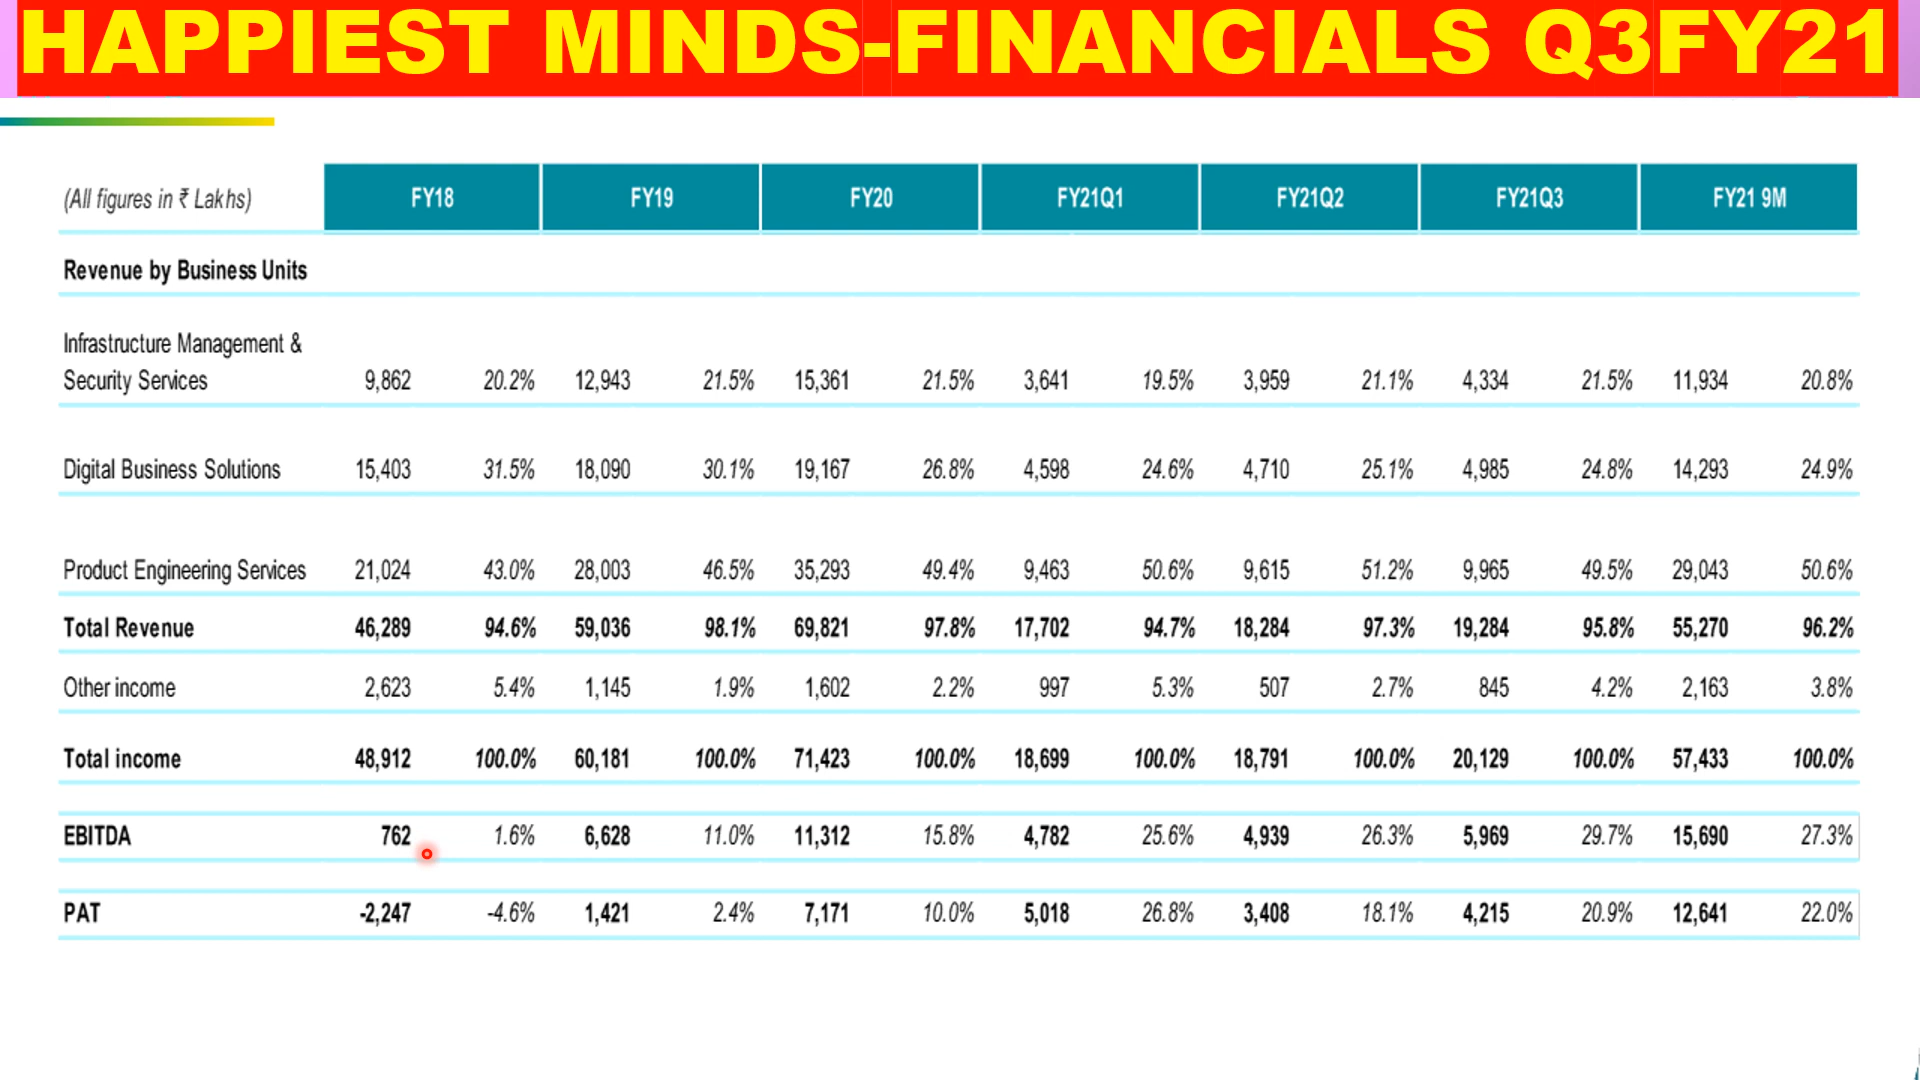 HAPPIEST MINDS-FINANCIALS Q3FY21
(All figures in ₹ Lakhs) FY18 FY19 FY20 FY21Q1 FY21Q2 FY21Q3 FY21 9M
Revenue by Business Units
Infrastructure Management &
Security Services 9,862 20.2% 12,943 21.5% 15,361 21.5% 3,641 19.5% 3,959 21.1% 4,334 21.5% 11,934 20.8%
Digital Business Solutions 15,403 31.5% 18,090 30.1% 19,167 26.8% 4,598 24.6% 4,710 25.1% 4,985 24.8% 14,293 24.9%
Product Engineering Services 21,024 43.0% 28,003 46.5% 35,293 49.4% 9,463 50.6% 9,615 51.2% 9,965 49.5% 29,043 50.6%
Total Revenue 46,289 94.6% 59,036 98.1% 69,821 97.8% 17,702 94.7% 18,284 97.3% 19,284 95.8% 55,270 96.2%
Other income 2,623 5.4% 1,145 1.9% 1,602 2.2% 997 5.3% 507 2.7% 845 4.2% 2,163 3.8%
Total income 48,912 100.0% 60,181 100.0% 71,423 100.0% 18,699 100.0% 18,791 100.0% 20,129 100.0% 57,433 100.0%
EBITDA 762 1.6% 6,628 11.0% 11,312 15.8% 4,782 25.6% 4,939 26.3% 5,969 29.7% 15,690 27.3%
PAT -2,247 -4.6% 1,421 2.4% 7,171 10.0% 5,018 26.8% 3,408 18.1% 4,215 20.9% 12,641 22.0%